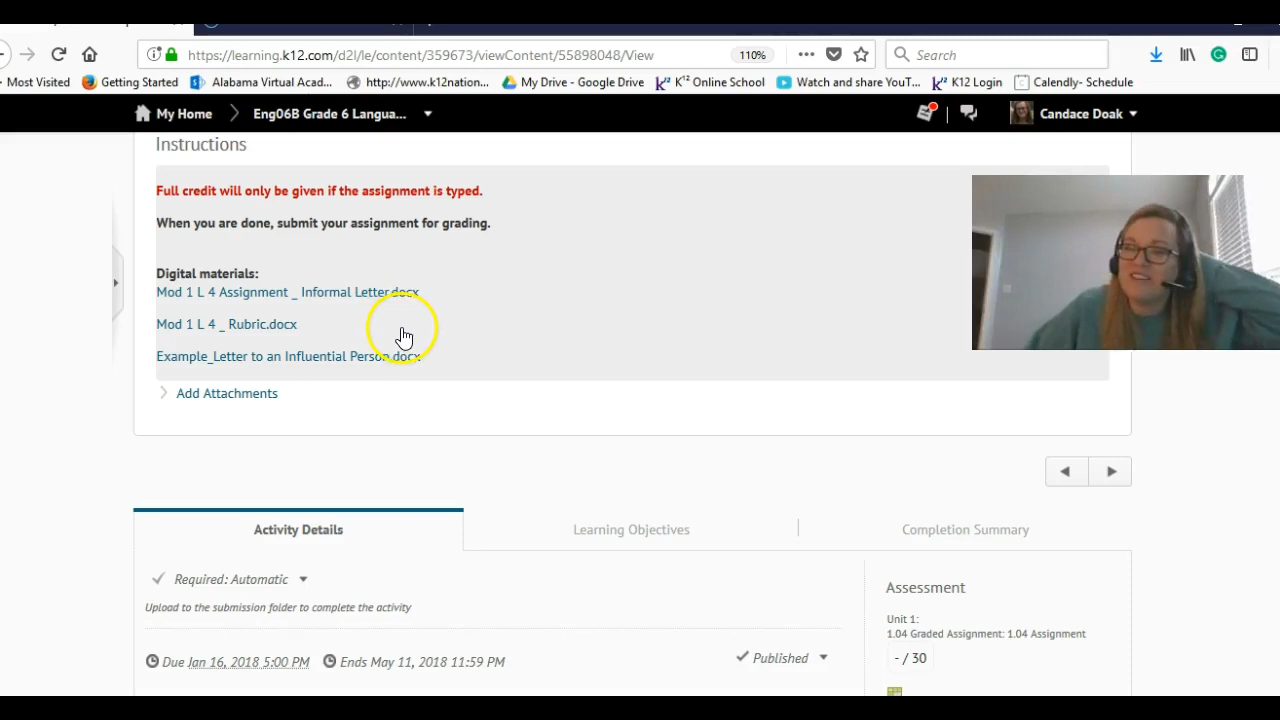 https://learning.k12.com/d2l/le/content/359673/viewContent/55898048/View
110%
Search
Most Visited
Getting Started
Alabama Virtual Acad...
http://www.k12nation...
My Drive - Google Drive
K¹² Online School
Watch and share YouT...
K12 Login
Calendly- Schedule
My Home
Eng06B Grade 6 Langua...
Candace Doak
Instructions
Full credit will only be given if the assignment is typed.
When you are done, submit your assignment for grading.
Digital materials:
Mod 1 L 4 Assignment _ Informal Letter.docx
Mod 1 L 4 _ Rubric.docx
Example_Letter to an Influential Person.docx
Add Attachments
Activity Details
Learning Objectives
Completion Summary
Required: Automatic
Upload to the submission folder to complete the activity
Due Jan 16, 2018 5:00 PM
Ends May 11, 2018 11:59 PM
Published
Assessment
Unit 1:
1.04 Graded Assignment: 1.04 Assignment
- / 30